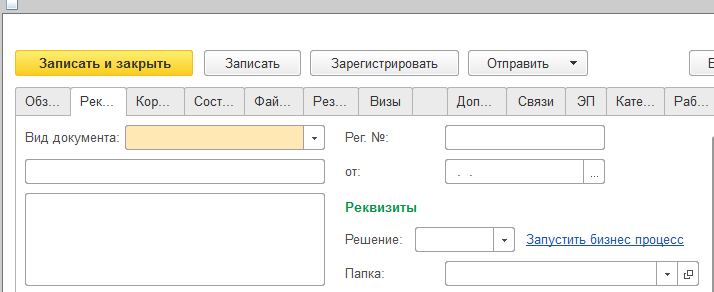 Записать и закрыть Записать Зарегистрировать Отправить
Обз... Рек... Кор... Сост... Фай... Рез... Визы Доп... Связи ЭП Кате... Раб...
Вид документа: Рег. №:
от: . . ...
Реквизиты
Решение: Запустить бизнес процесс
Папка: